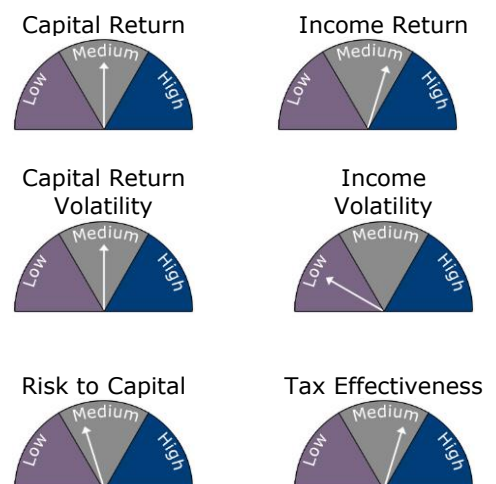 Capital Return
Low Medium High
Income Return
Low Medium High
Capital Return
Volatility
Low Medium High
Income
Volatility
Low Medium High
Risk to Capital
Low Medium High
Tax Effectiveness
Low Medium High